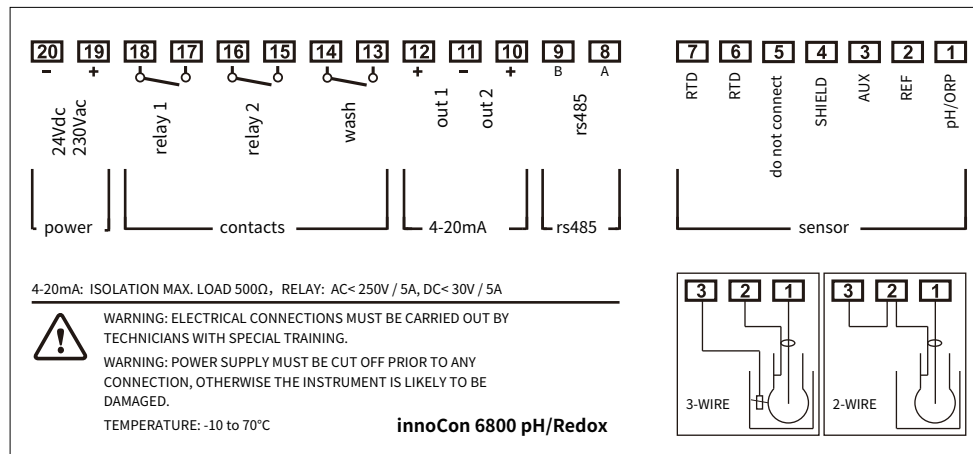 20 19 18 17 16 15 14 13 12 11 10 9 8 7 6 5 4 3 2 1
- + + - + B A
24Vdc
230Vac
relay 1
relay 2
wash
out 1
out 2
rs485
RTD
RTD
do not connect
SHIELD
AUX
REF
pH/ORP
power contacts 4-20mA rs485 sensor
4-20mA: ISOLATION MAX. LOAD 500Ω, RELAY: AC< 250V / 5A, DC< 30V / 5A
WARNING: ELECTRICAL CONNECTIONS MUST BE CARRIED OUT BY
TECHNICIANS WITH SPECIAL TRAINING.
WARNING: POWER SUPPLY MUST BE CUT OFF PRIOR TO ANY
CONNECTION, OTHERWISE THE INSTRUMENT IS LIKELY TO BE
DAMAGED.
TEMPERATURE: -10 to 70°C
innoCon 6800 pH/Redox
3 2 1
3-WIRE
3 2 1
2-WIRE